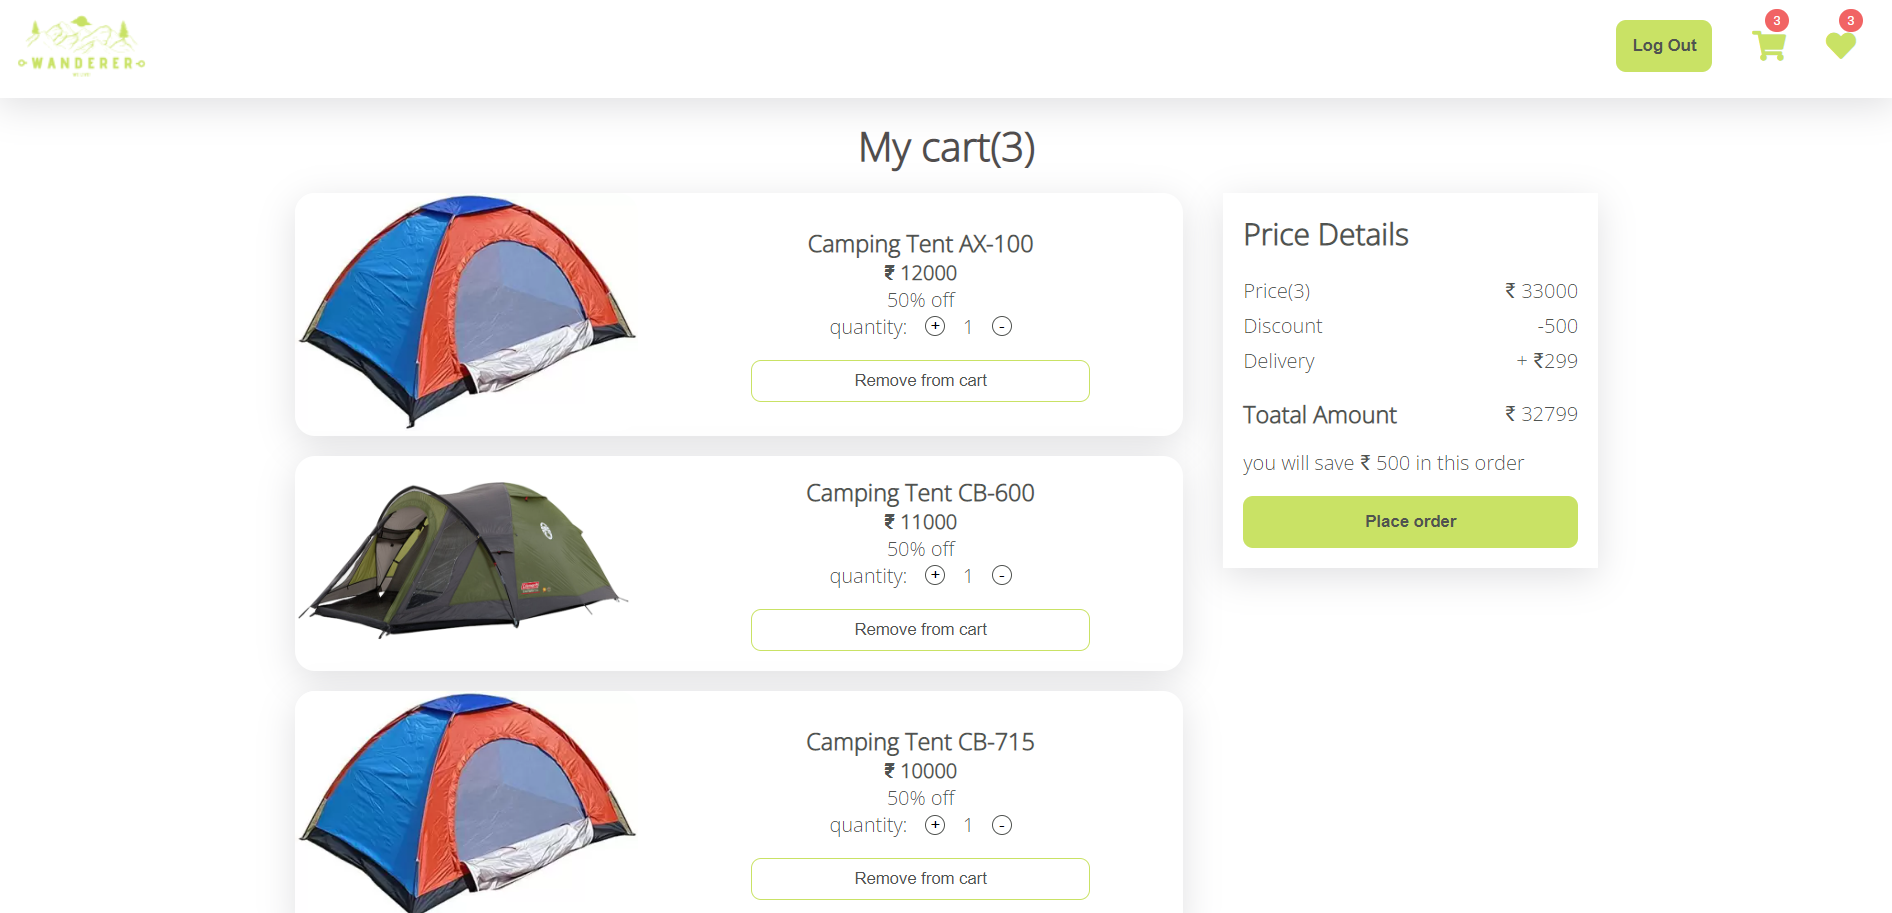 WANDERER
Log Out
3
3
My cart(3)
Camping Tent AX-100
₹ 12000
50% off
quantity: + 1 -
Remove from cart
Camping Tent CB-600
₹ 11000
50% off
quantity: + 1 -
Remove from cart
Camping Tent CB-715
₹ 10000
50% off
quantity: + 1 -
Remove from cart
Price Details
Price(3) ₹ 33000
Discount -500
Delivery + ₹299
Toatal Amount ₹ 32799
you will save ₹ 500 in this order
Place order